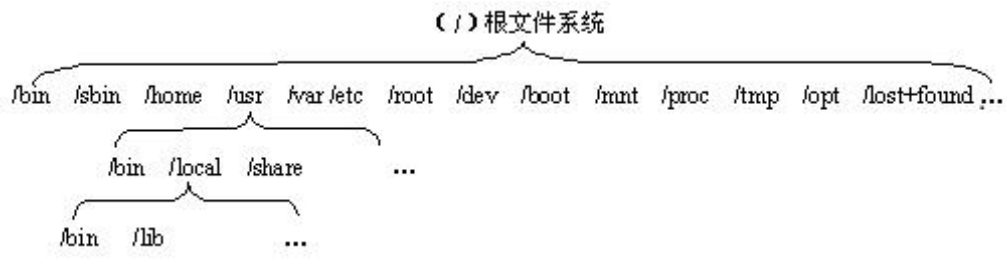 (/)根文件系统
/bin /sbin /home /usr /var /etc /root /dev /boot /mnt /proc /tmp /opt /lost+found ...
/bin /local /share ...
/bin /lib ...